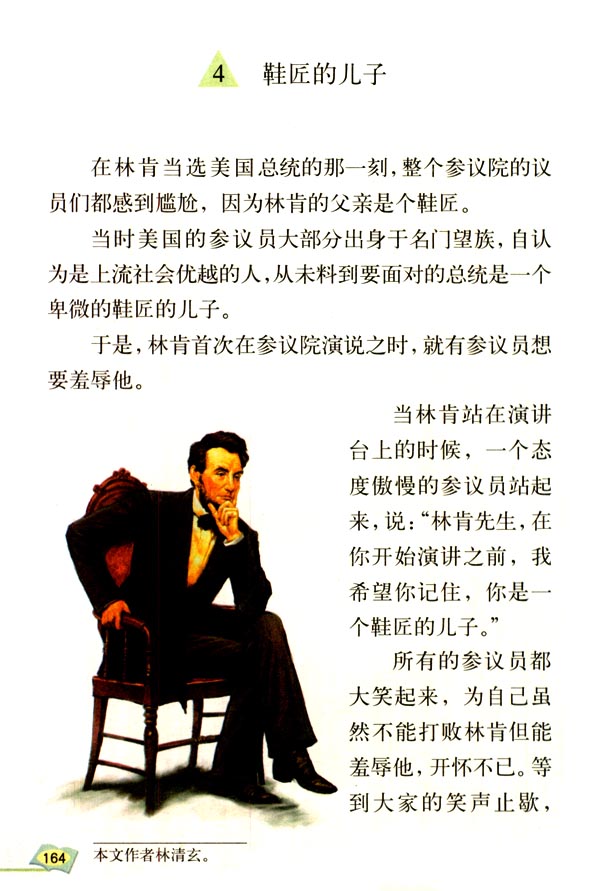 4 鞋匠的儿子
在林肯当选美国总统的那一刻，整个参议院的议
员们都感到尴尬，因为林肯的父亲是个鞋匠。
当时美国的参议员大部分出身于名门望族，自认
为是上流社会优越的人，从未料到要面对的总统是一个
卑微的鞋匠的儿子。
于是，林肯首次在参议院演说之时，就有参议员想
要羞辱他。
当林肯站在演讲
台上的时候，一个态
度傲慢的参议员站起
来，说：“林肯先生，在
你开始演讲之前，我
希望你记住，你是一
个鞋匠的儿子。”
所有的参议员都
大笑起来，为自己虽
然不能打败林肯但能
羞辱他，开怀不已。等
到大家的笑声止歇，
本文作者林清玄。
164